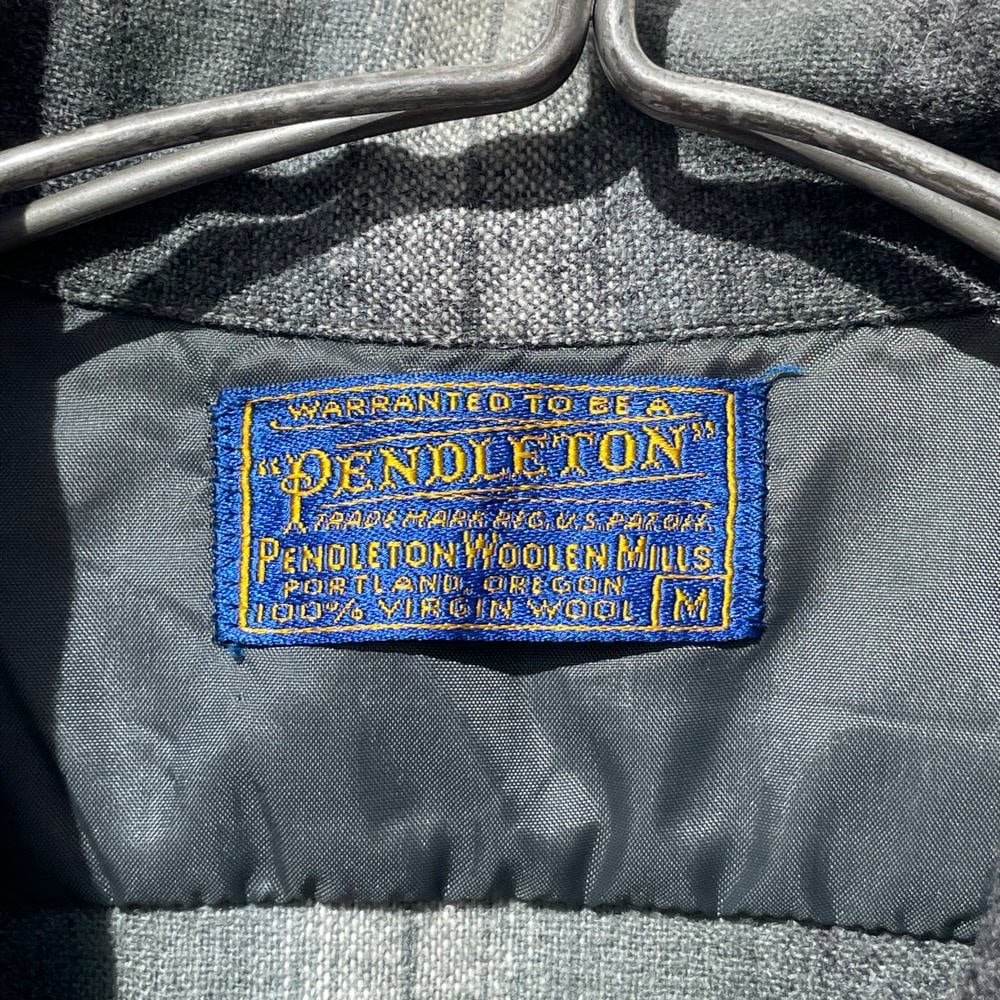 WARRANTED TO BE A
"PENDLETON"
TRADE MARK REG. U.S. PAT. OFF.
PENDLETON WOOLEN MILLS
PORTLAND, OREGON
100% VIRGIN WOOL M